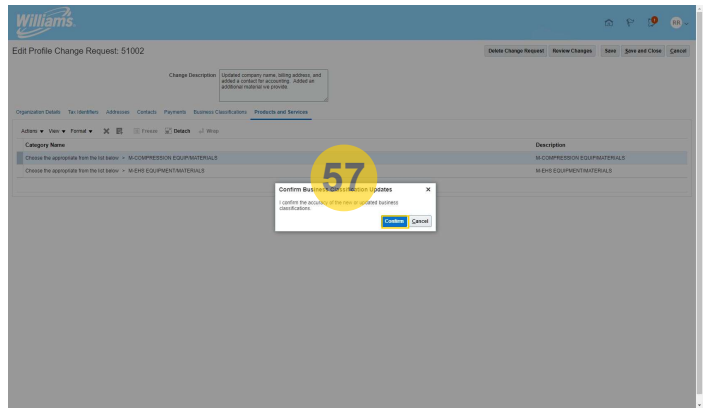 Williams.
RR
Edit Profile Change Request: 51002
Delete Change Request Review Changes Save Save and Close Cancel
Change Description
Updated company name, billing address, and
added a contact for accounting. Added an
additional material we provide.
Organization Details Tax Identifiers Addresses Contacts Payments Business Classifications Products and Services
Actions View Format Freeze Detach Wrap
Category Name Description
Choose the appropriate from the list below > M-COMPRESSION EQUIP/MATERIALS M-COMPRESSION EQUIP/MATERIALS
Choose the appropriate from the list below > M-EHS EQUIPMENT/MATERIALS M-EHS EQUIPMENT/MATERIALS
57
Confirm Business Classification Updates
I confirm the accuracy of the new or updated business
classifications.
Confirm Cancel